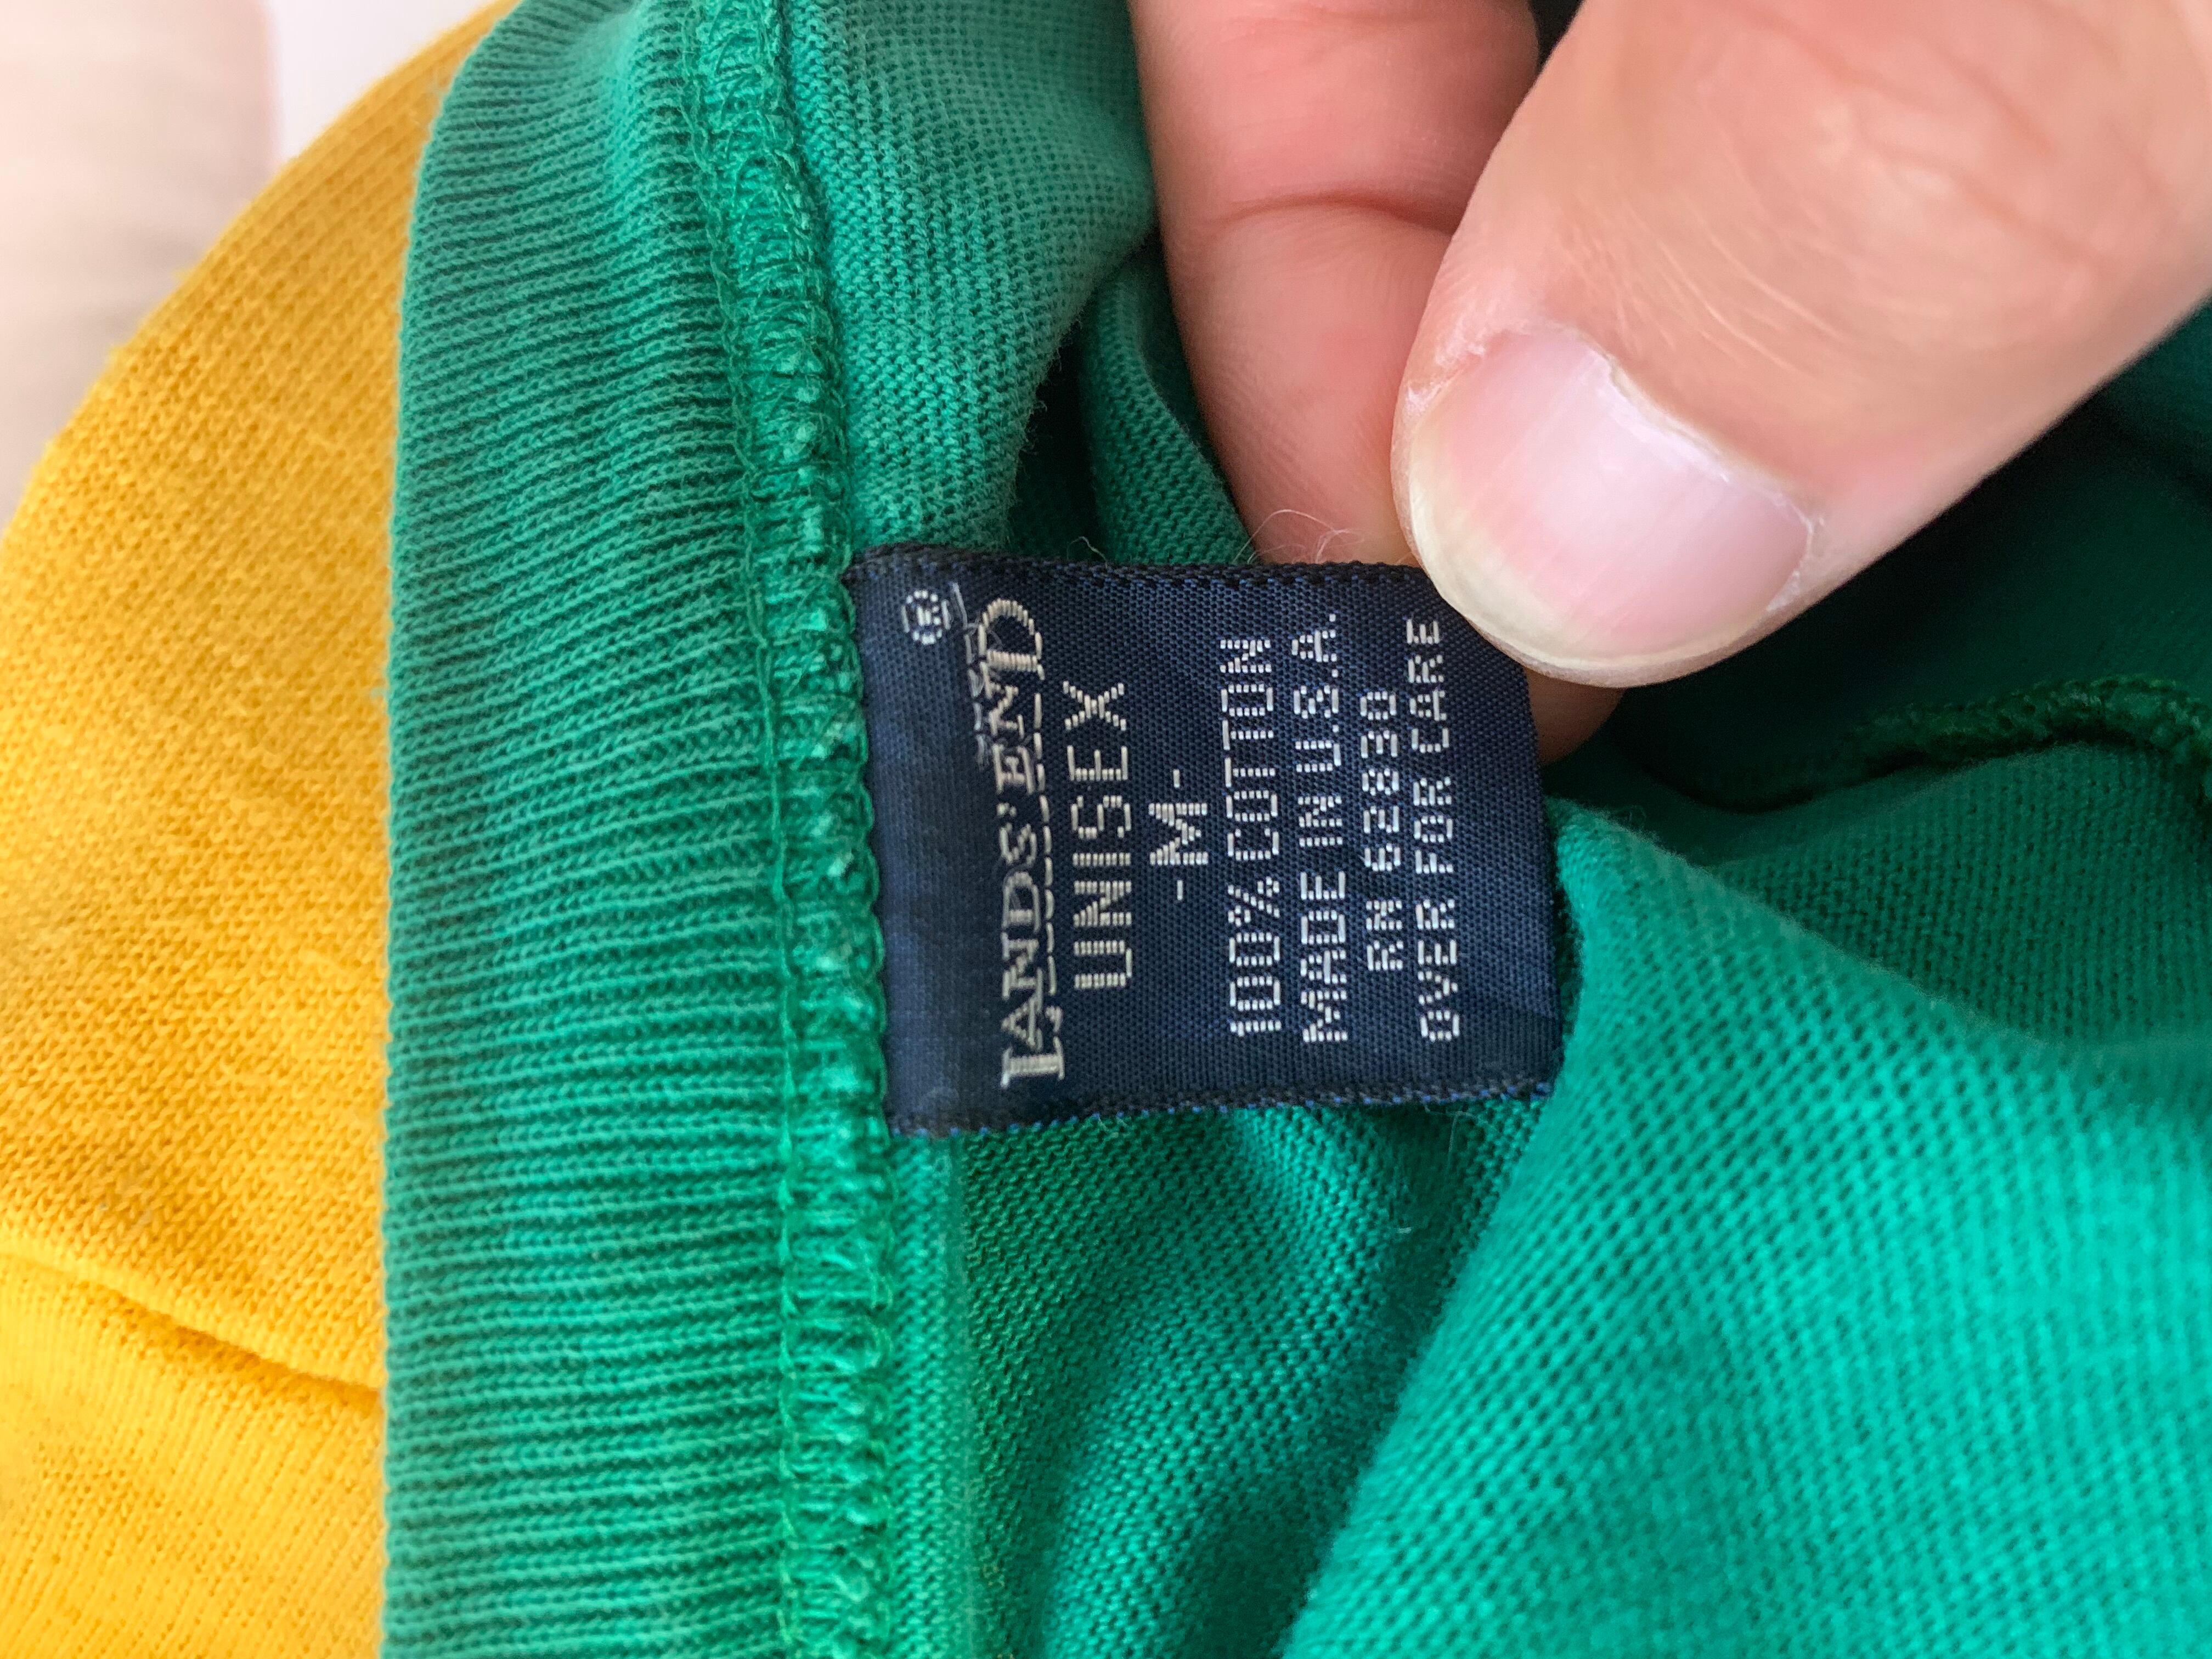 LANDS' END®
UNISEX
-M-
100% COTTON
MADE IN U.S.A.
RN 62830
OVER FOR CARE